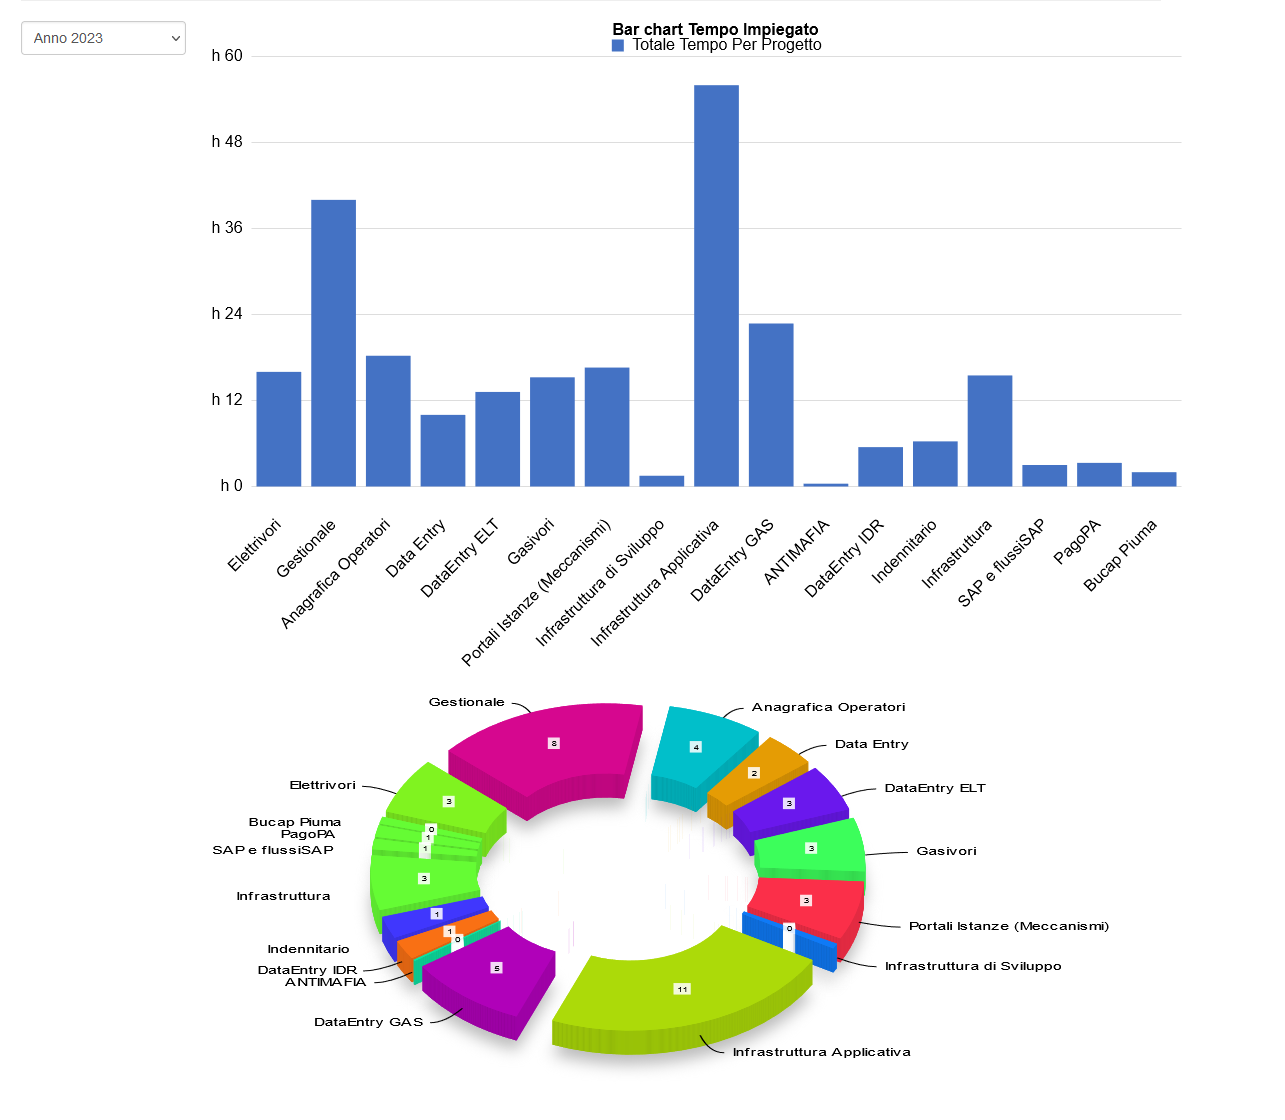 Anno 2023
Bar chart Tempo Impiegato
Totale Tempo Per Progetto
h 60
h 48
h 36
h 24
h 12
h 0
Elettrivori
Gestionale
Anagrafica Operatori
Data Entry
DataEntry ELT
Gasivori
Portali Istanze (Meccanismi)
Infrastruttura di Sviluppo
Infrastruttura Applicativa
DataEntry GAS
ANTIMAFIA
DataEntry IDR
Indennitario
Infrastruttura
SAP e flussiSAP
PagoPA
Bucap Piuma
Gestionale
8
Anagrafica Operatori
4
Data Entry
2
DataEntry ELT
3
Gasivori
3
Portali Istanze (Meccanismi)
3
Infrastruttura di Sviluppo
0
Infrastruttura Applicativa
11
DataEntry GAS
5
ANTIMAFIA
0
DataEntry IDR
1
Indennitario
1
Infrastruttura
3
SAP e flussiSAP
1
PagoPA
1
Bucap Piuma
0
Elettrivori
3